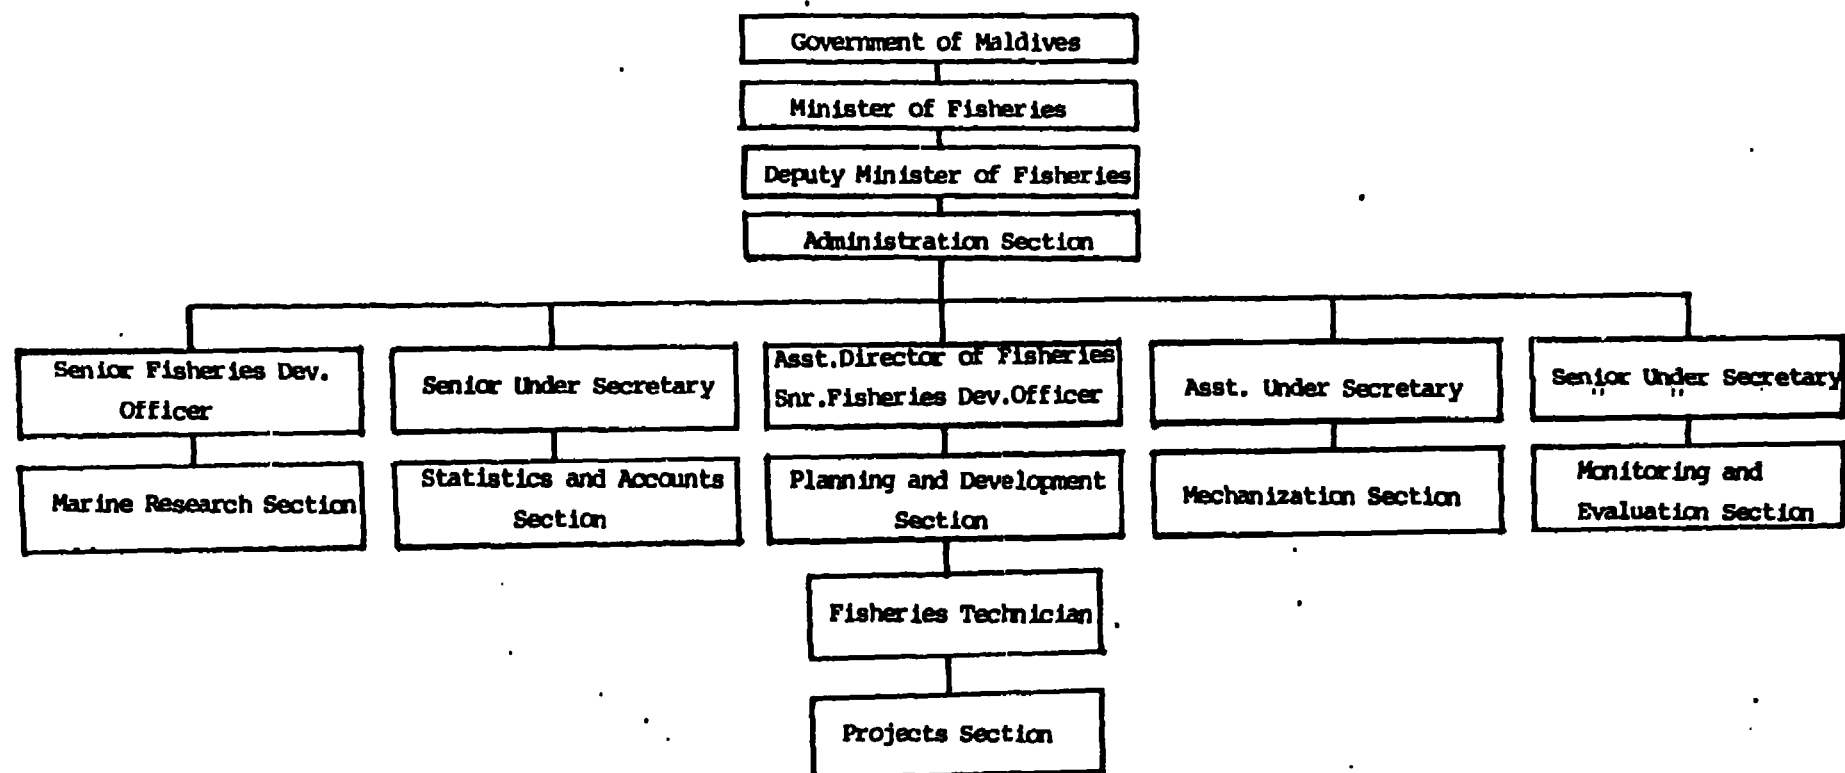 Government of Maldives
Minister of Fisheries
Deputy Minister of Fisheries
Administration Section
Senior Fisheries Dev.
Officer
Senior Under Secretary
Asst.Director of Fisheries
Snr.Fisheries Dev.Officer
Asst. Under Secretary
Senior Under Secretary
" "
Marine Research Section
Statistics and Accounts
Section
Planning and Development
Section
Mechanization Section
Monitoring and
Evaluation Section
Fisheries Technician
Projects Section